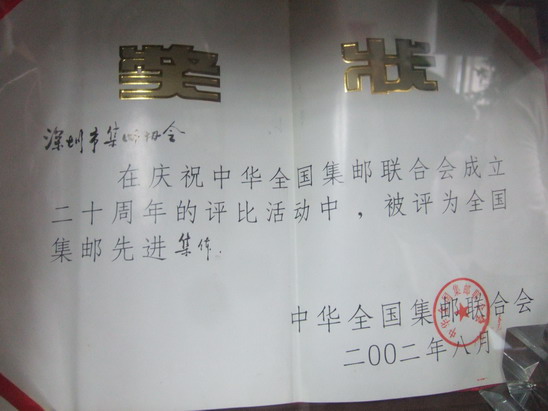 奖状
深圳市集邮协会
在庆祝中华全国集邮联合会成立
二十周年的评比活动中，被评为全国
集邮先进集体
中华全国集邮联合会
二〇〇二年八月